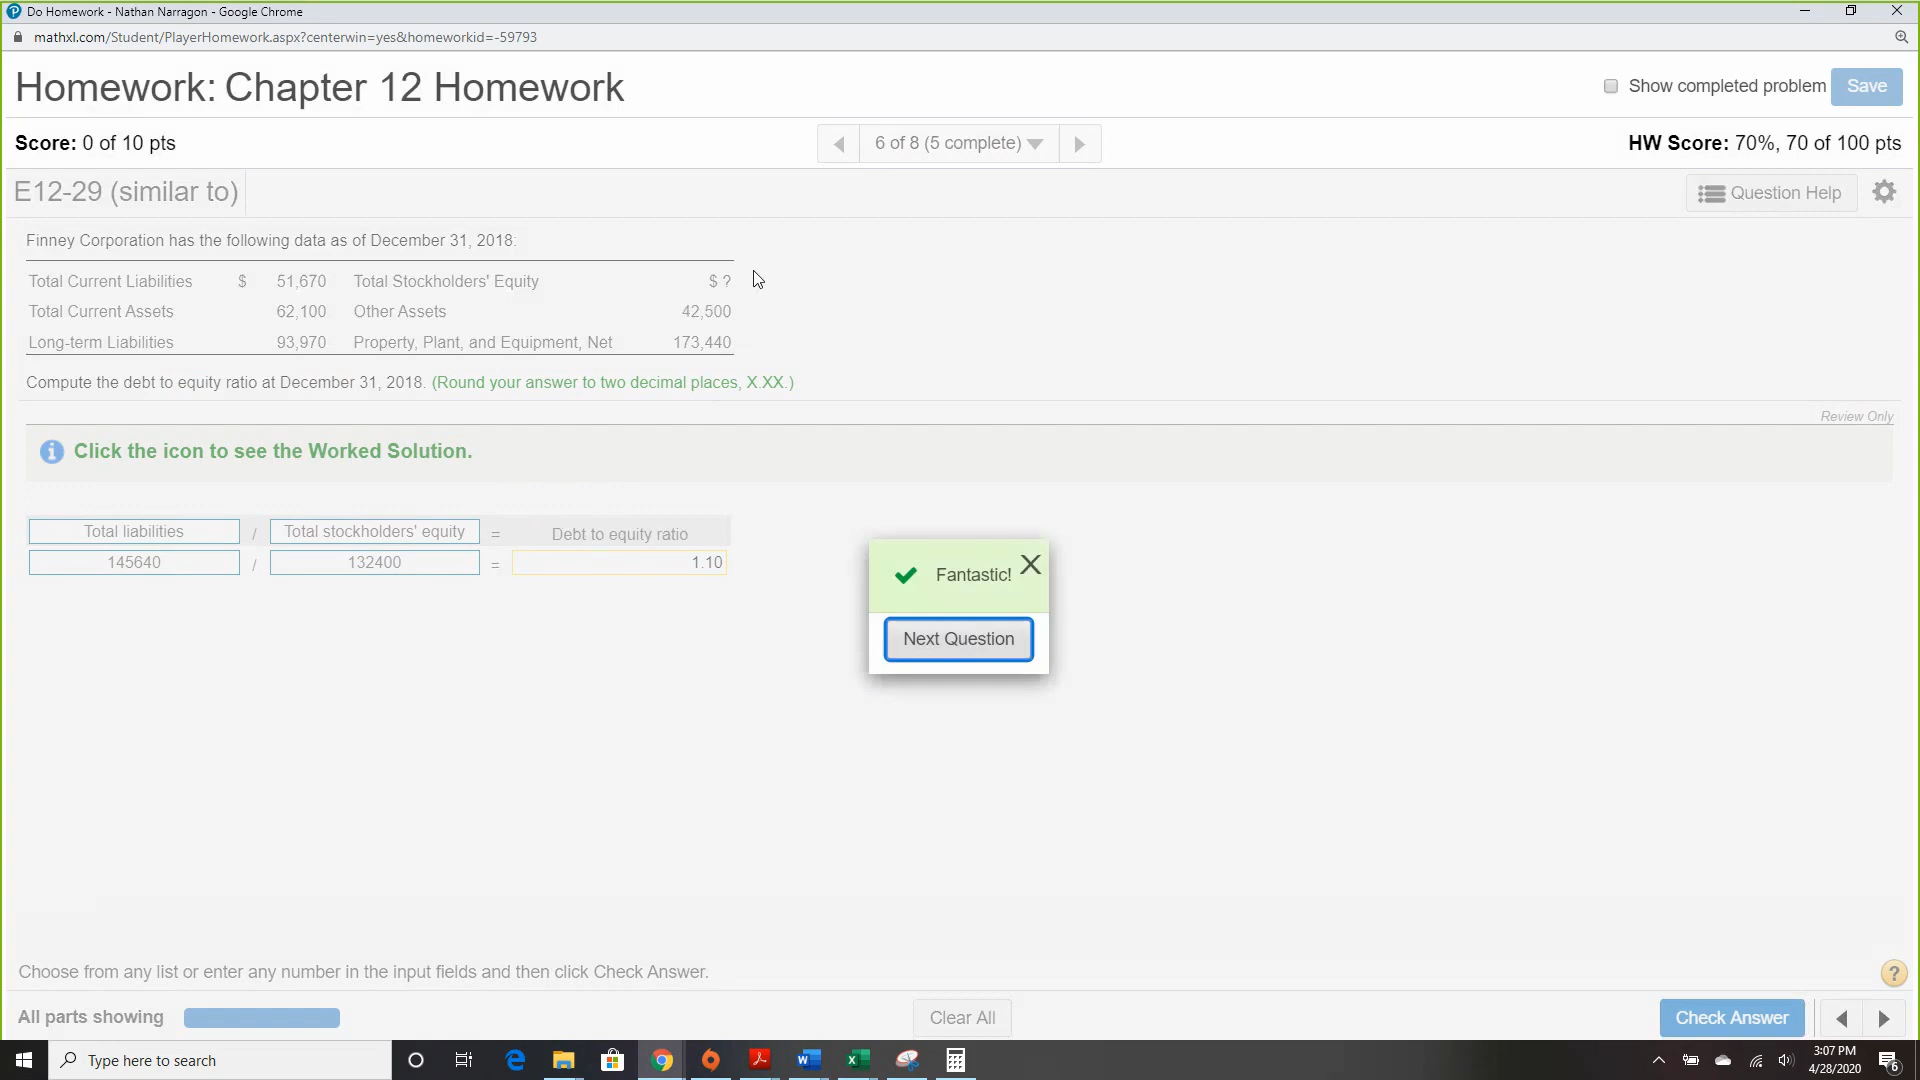 Do Homework - Nathan Narragon - Google Chrome
mathxl.com/Student/PlayerHomework.aspx?centerwin=yes&homeworkid=-59793
Homework: Chapter 12 Homework
Show completed problem
Save
Score: 0 of 10 pts
6 of 8 (5 complete)
HW Score: 70%, 70 of 100 pts
E12-29 (similar to)
Question Help
Finney Corporation has the following data as of December 31, 2018:
Total Current Liabilities $ 51,670 Total Stockholders' Equity $ ?
Total Current Assets 62,100 Other Assets 42,500
Long-term Liabilities 93,970 Property, Plant, and Equipment, Net 173,440
Compute the debt to equity ratio at December 31, 2018. (Round your answer to two decimal places, X.XX.)
Review Only
Click the icon to see the Worked Solution.
Total liabilities / Total stockholders' equity = Debt to equity ratio
145640 / 132400 = 1.10
Fantastic!
Next Question
Choose from any list or enter any number in the input fields and then click Check Answer.
?
All parts showing
Clear All
Check Answer
Type here to search
3:07 PM
4/28/2020
6